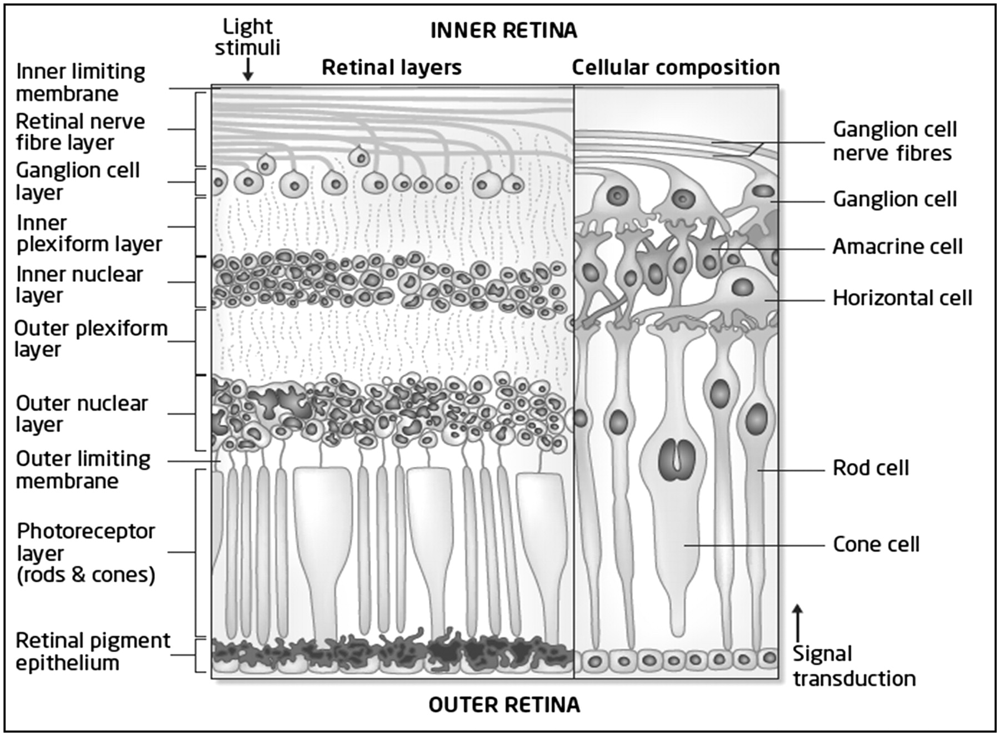 Light
stimuli
INNER RETINA
Retinal layers
Cellular composition
Inner limiting
membrane
Retinal nerve
fibre layer
Ganglion cell
layer
Inner
plexiform layer
Inner nuclear
layer
Outer plexiform
layer
Outer nuclear
layer
Outer limiting
membrane
Photoreceptor
layer
(rods & cones)
Retinal pigment
epithelium
Ganglion cell
nerve fibres
Ganglion cell
Amacrine cell
Horizontal cell
Rod cell
Cone cell
Signal
transduction
OUTER RETINA